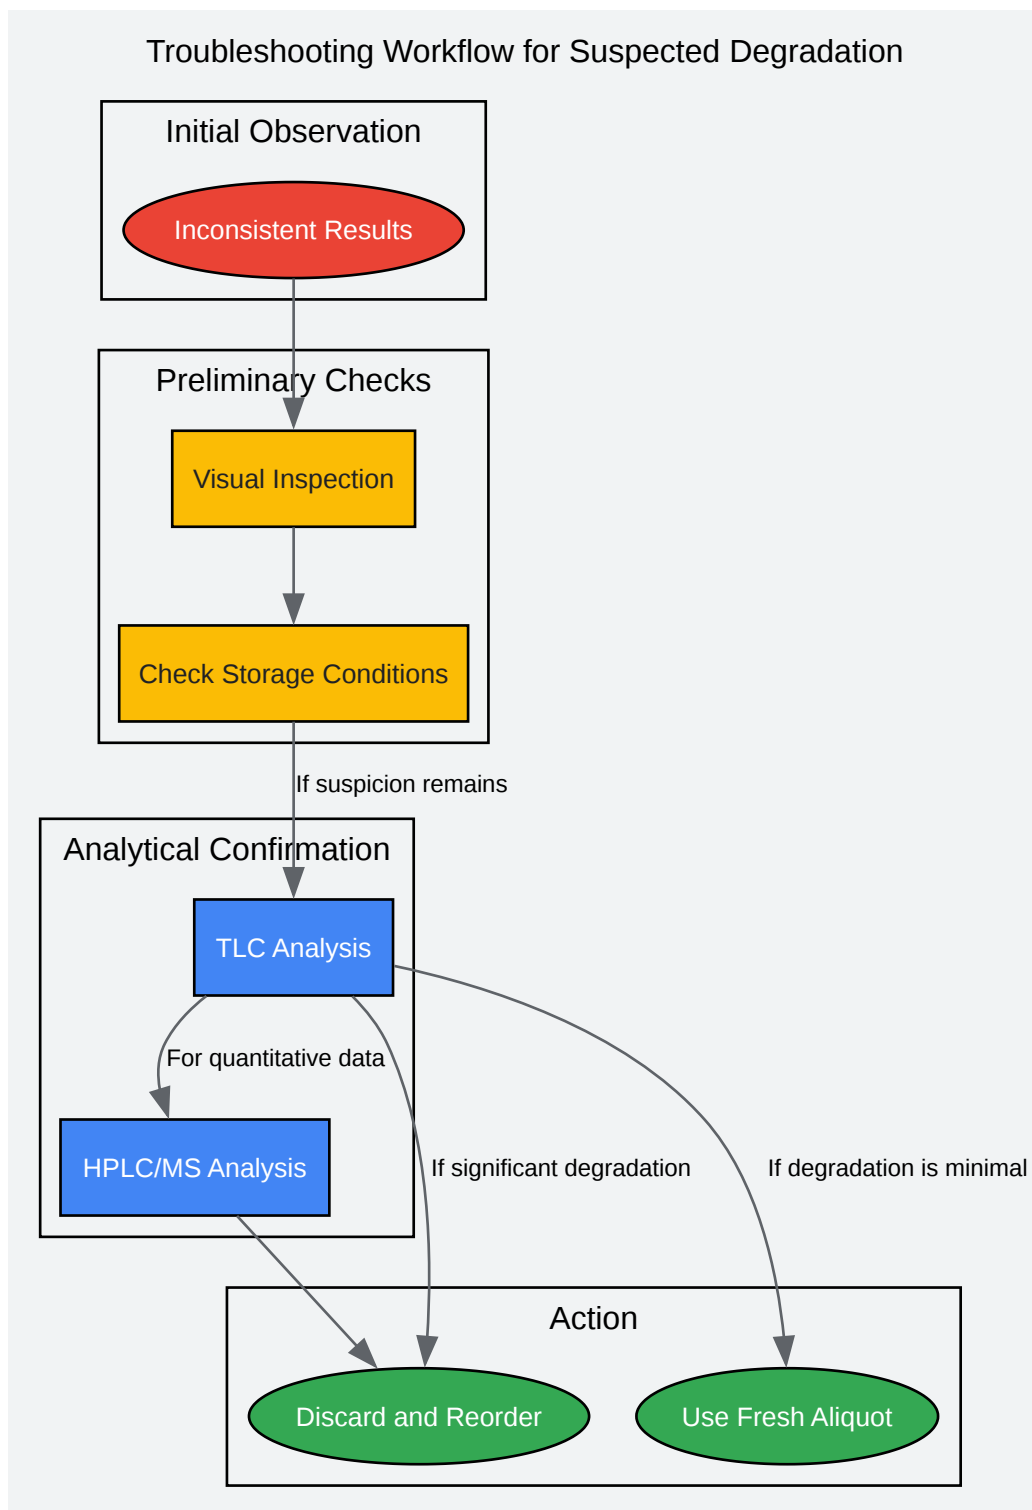 Troubleshooting Workflow for Suspected Degradation
Initial Observation
Inconsistent Results
Preliminary Checks
Visual Inspection
Check Storage Conditions
If suspicion remains
Analytical Confirmation
TLC Analysis
For quantitative data
HPLC/MS Analysis
If significant degradation
If degradation is minimal
Action
Discard and Reorder
Use Fresh Aliquot